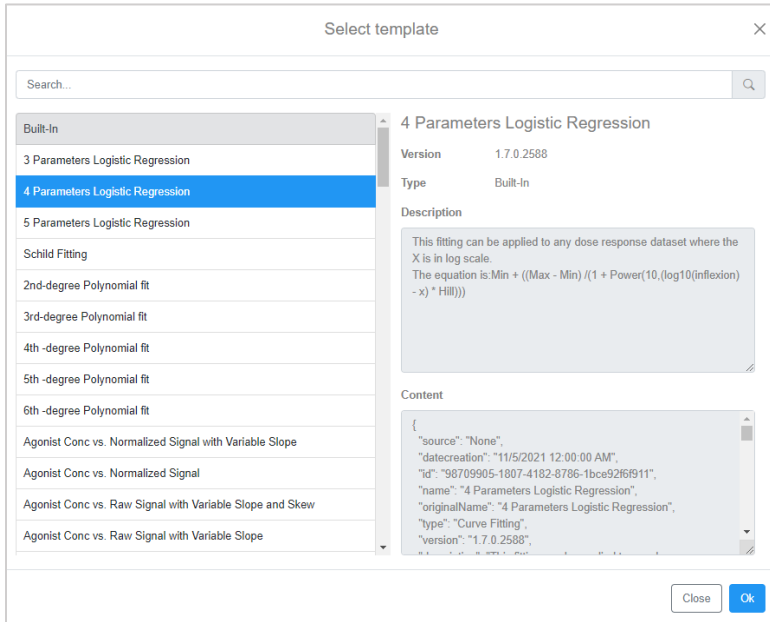 Select template
Search...
Built-In
3 Parameters Logistic Regression
4 Parameters Logistic Regression
5 Parameters Logistic Regression
Schild Fitting
2nd-degree Polynomial fit
3rd-degree Polynomial fit
4th -degree Polynomial fit
5th -degree Polynomial fit
6th -degree Polynomial fit
Agonist Conc vs. Normalized Signal with Variable Slope
Agonist Conc vs. Normalized Signal
Agonist Conc vs. Raw Signal with Variable Slope and Skew
Agonist Conc vs. Raw Signal with Variable Slope
4 Parameters Logistic Regression
Version 1.7.0.2588
Type Built-In
Description
This fitting can be applied to any dose response dataset where the
X is in log scale.
The equation is:Min + ((Max - Min) /(1 + Power(10,(log10(inflexion)
- x) * Hill)))
Content
{
"source": "None",
"datecreation": "11/5/2021 12:00:00 AM",
"id": "98709905-1807-4182-8786-1bce92f6f911",
"name": "4 Parameters Logistic Regression",
"originalName": "4 Parameters Logistic Regression",
"type": "Curve Fitting",
"version": "1.7.0.2588",
Close
Ok